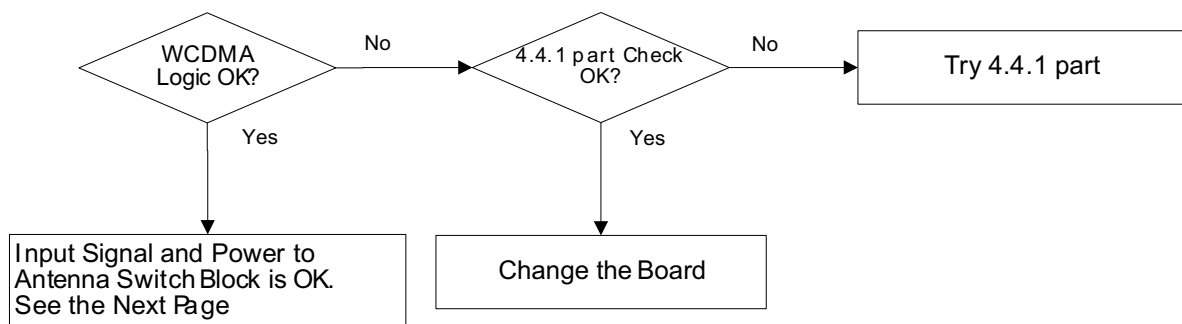 WCDMA
Logic OK?
No
4.4.1 part Check
OK?
No
Try 4.4.1 part
Yes
Yes
Input Signal and Power to
Antenna Switch Block is OK.
See the Next Page
Change the Board